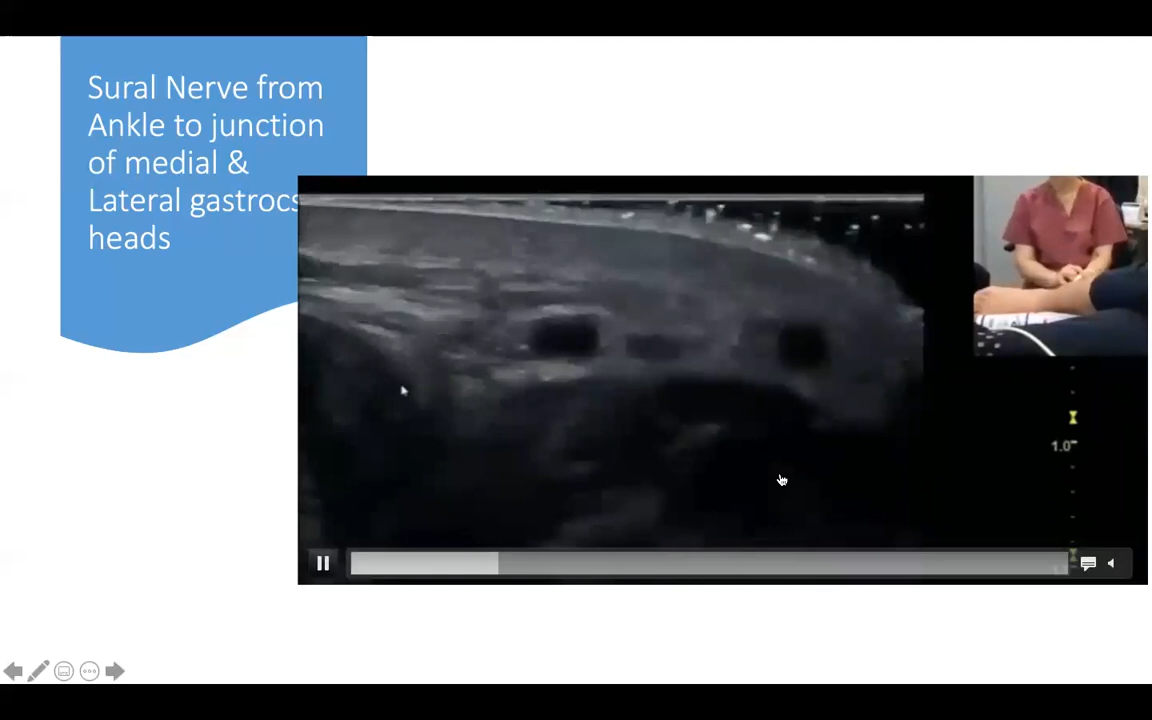 Sural Nerve from
Ankle to junction
of medial &
Lateral gastrocs
heads
1.0